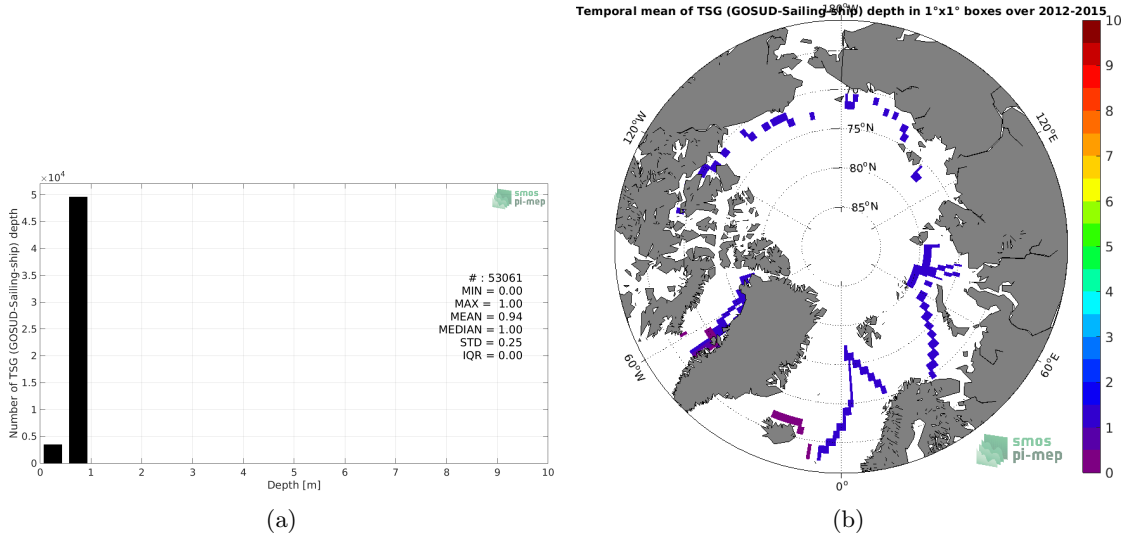 Temporal mean of TSG (GOSUD-Sailing-ship) depth in 1°x1° boxes over 2012-2015
180°W
×10⁴
5
4.5
4
3.5
3
2.5
2
1.5
1
0.5
0
Number of TSG (GOSUD-Sailing-ship) depth
0 1 2 3 4 5 6 7 8 9 10
Depth [m]
smos
pi-mep
# : 53061
MIN = 0.00
MAX = 1.00
MEAN = 0.94
MEDIAN = 1.00
STD = 0.25
IQR = 0.00
(a)
120°W
120°E
75°N
80°N
85°N
60°W
60°E
0°
smos
pi-mep
10
9
8
7
6
5
4
3
2
1
0
(b)